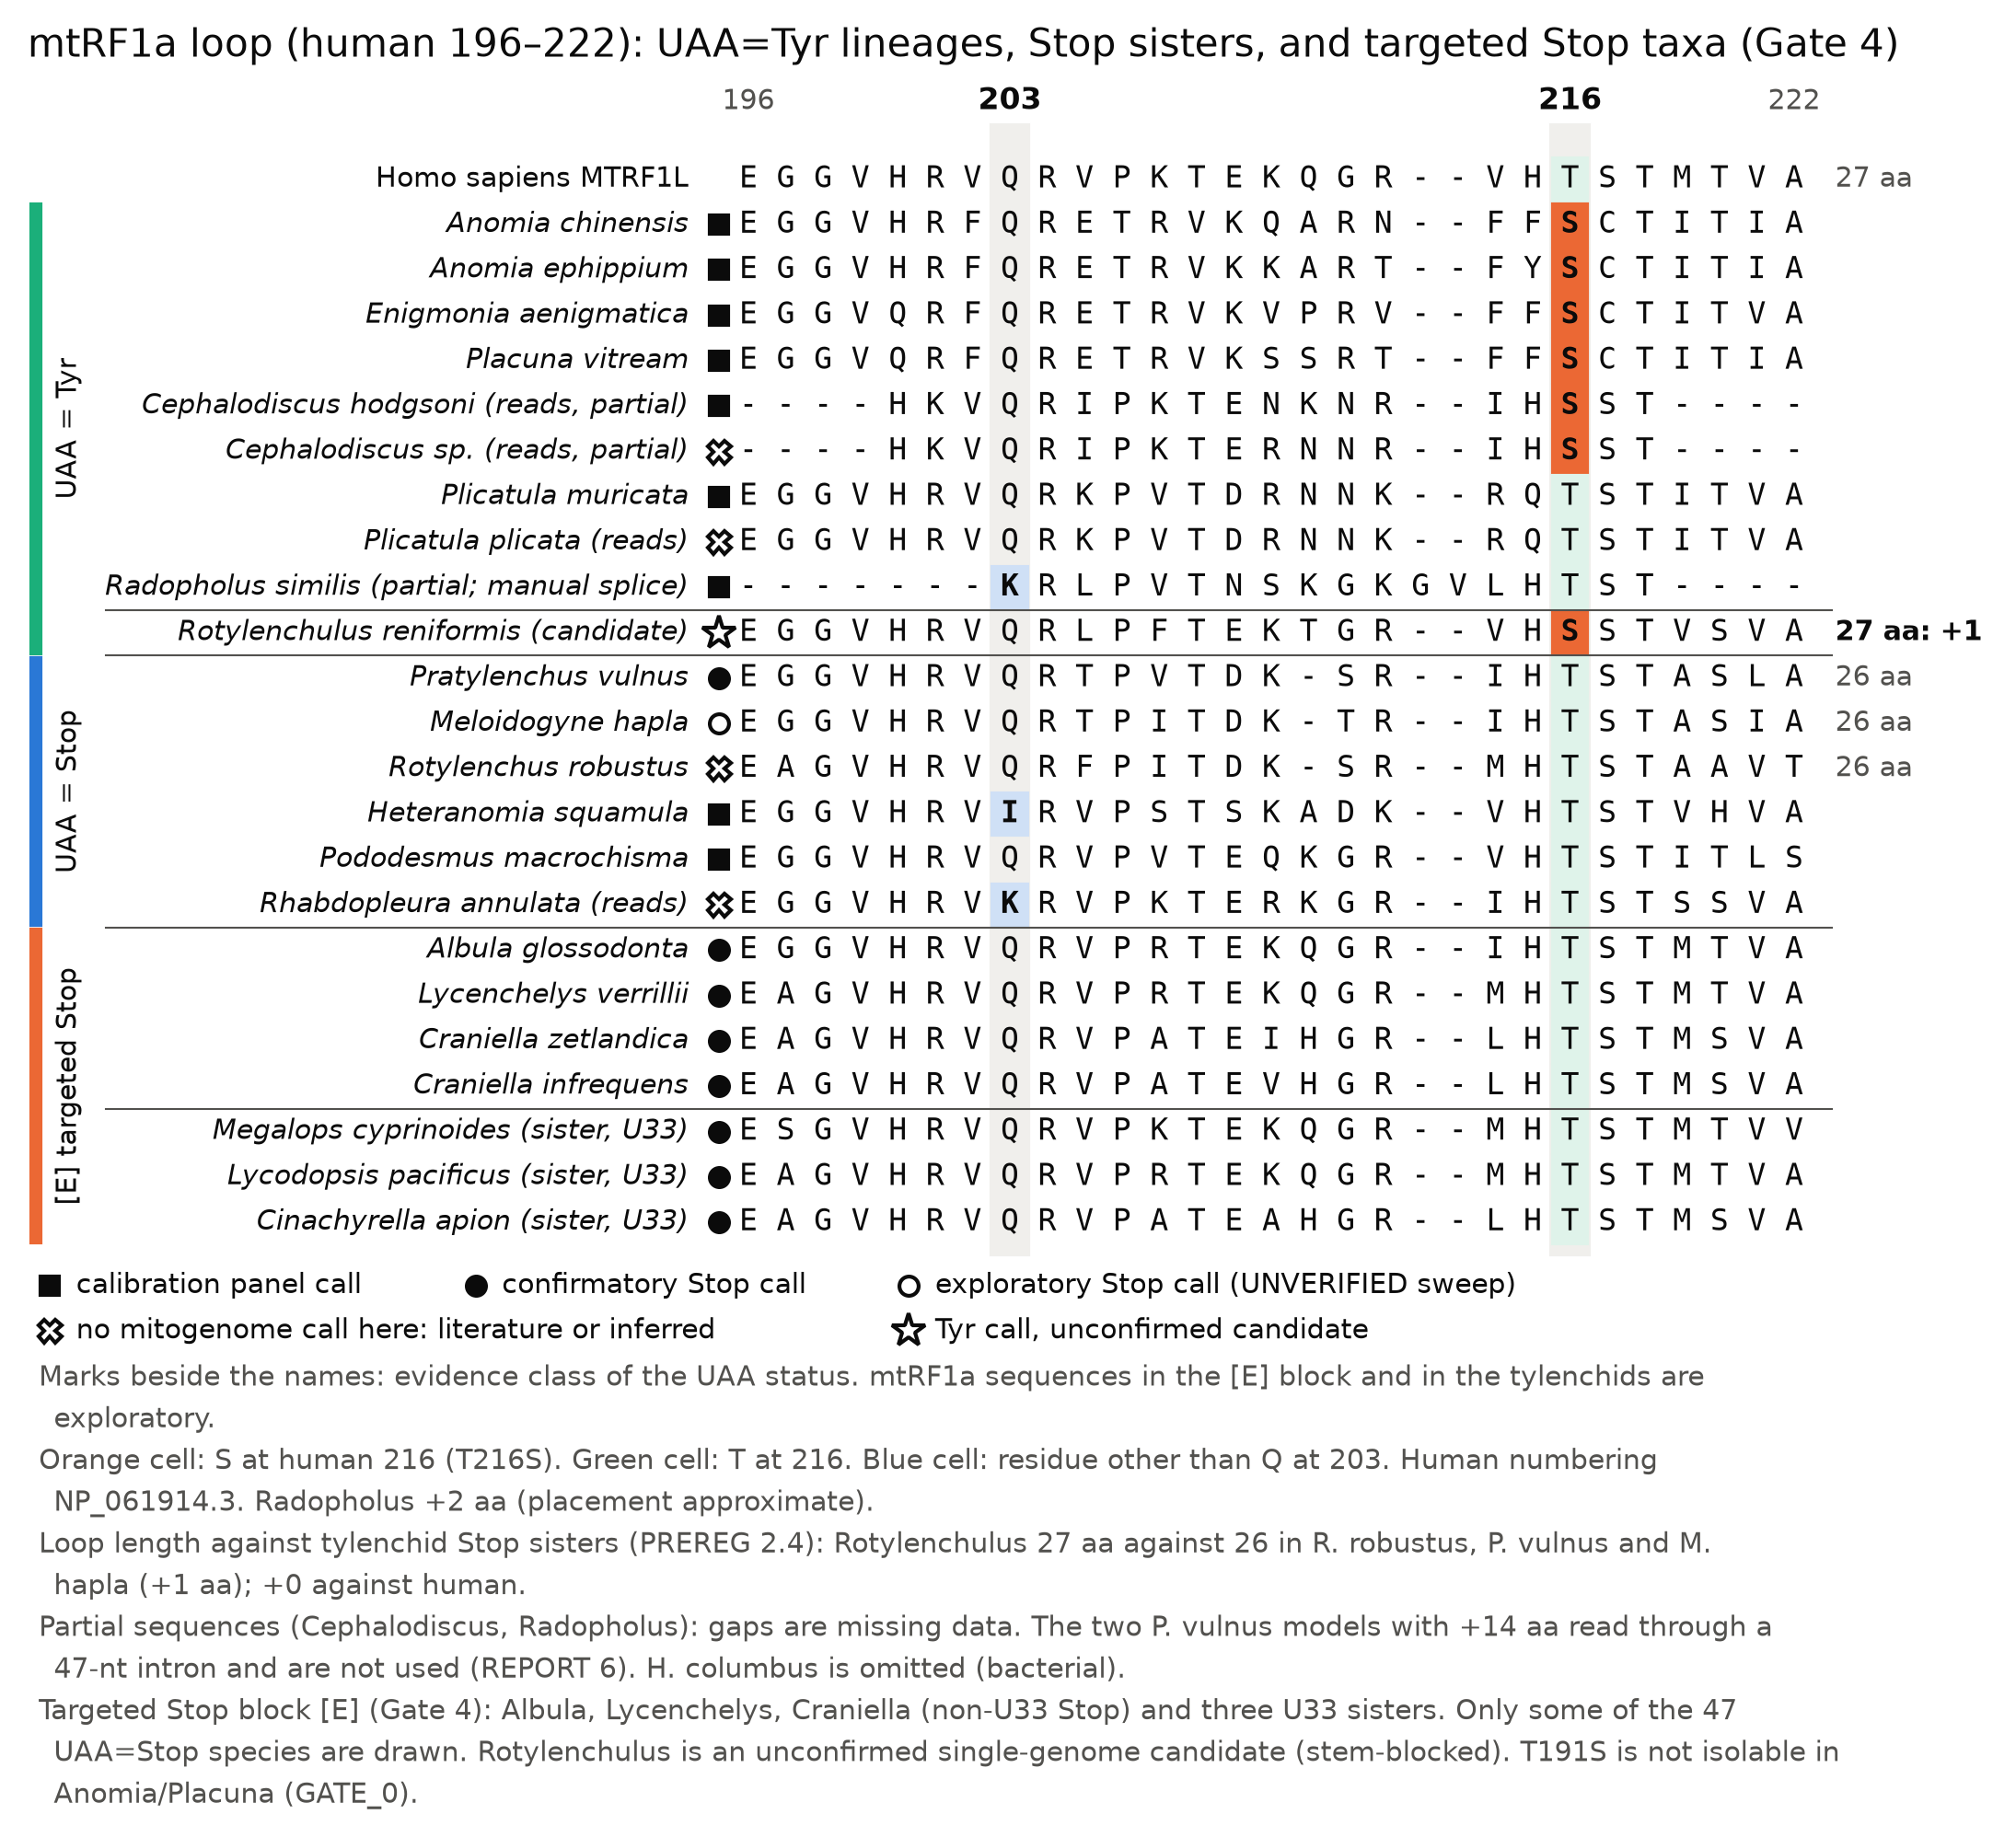 mtRF1a loop (human 196–222): UAA=Tyr lineages, Stop sisters, and targeted Stop taxa (Gate 4)
196 203 216 222
Homo sapiens MTRF1L E G G V H R V Q R V P K T E K Q G R - - V H T S T M T V A 27 aa
UAA = Tyr
Anomia chinensis E G G V H R F Q R E T R V K Q A R N - - F F S C T I T I A
Anomia ephippium E G G V H R F Q R E T R V K K A R T - - F Y S C T I T I A
Enigmonia aenigmatica E G G V Q R F Q R E T R V K V P R V - - F F S C T I T V A
Placuna vitream E G G V Q R F Q R E T R V K S S R T - - F F S C T I T I A
Cephalodiscus hodgsoni (reads, partial) - - - - H K V Q R I P K T E N K N R - - I H S S T - - - -
Cephalodiscus sp. (reads, partial) - - - - H K V Q R I P K T E R N N R - - I H S S T - - - -
Plicatula muricata E G G V H R V Q R K P V T D R N N K - - R Q T S T I T V A
Plicatula plicata (reads) E G G V H R V Q R K P V T D R N N K - - R Q T S T I T V A
Radopholus similis (partial; manual splice) - - - - - - - K R L P V T N S K G K G V L H T S T - - - -
Rotylenchulus reniformis (candidate) E G G V H R V Q R L P F T E K T G R - - V H S S T V S V A 27 aa: +1
UAA = Stop
Pratylenchus vulnus E G G V H R V Q R T P V T D K - S R - - I H T S T A S L A 26 aa
Meloidogyne hapla E G G V H R V Q R T P I T D K - T R - - I H T S T A S I A 26 aa
Rotylenchus robustus E A G V H R V Q R F P I T D K - S R - - M H T S T A A V T 26 aa
Heteranomia squamula E G G V H R V I R V P S T S K A D K - - V H T S T V H V A
Pododesmus macrochisma E G G V H R V Q R V P V T E Q K G R - - V H T S T I T L S
Rhabdopleura annulata (reads) E G G V H R V K R V P K T E R K G R - - I H T S T S S V A
[E] targeted Stop
Albula glossodonta E G G V H R V Q R V P R T E K Q G R - - I H T S T M T V A
Lycenchelys verrillii E A G V H R V Q R V P R T E K Q G R - - M H T S T M T V A
Craniella zetlandica E A G V H R V Q R V P A T E I H G R - - L H T S T M S V A
Craniella infrequens E A G V H R V Q R V P A T E V H G R - - L H T S T M S V A
Megalops cyprinoides (sister, U33) E S G V H R V Q R V P K T E K Q G R - - M H T S T M T V V
Lycodopsis pacificus (sister, U33) E A G V H R V Q R V P R T E K Q G R - - M H T S T M T V A
Cinachyrella apion (sister, U33) E A G V H R V Q R V P A T E A H G R - - L H T S T M S V A
calibration panel call confirmatory Stop call exploratory Stop call (UNVERIFIED sweep)
no mitogenome call here: literature or inferred Tyr call, unconfirmed candidate
Marks beside the names: evidence class of the UAA status. mtRF1a sequences in the [E] block and in the tylenchids are
exploratory.
Orange cell: S at human 216 (T216S). Green cell: T at 216. Blue cell: residue other than Q at 203. Human numbering
NP_061914.3. Radopholus +2 aa (placement approximate).
Loop length against tylenchid Stop sisters (PREREG 2.4): Rotylenchulus 27 aa against 26 in R. robustus, P. vulnus and M.
hapla (+1 aa); +0 against human.
Partial sequences (Cephalodiscus, Radopholus): gaps are missing data. The two P. vulnus models with +14 aa read through a
47-nt intron and are not used (REPORT 6). H. columbus is omitted (bacterial).
Targeted Stop block [E] (Gate 4): Albula, Lycenchelys, Craniella (non-U33 Stop) and three U33 sisters. Only some of the 47
UAA=Stop species are drawn. Rotylenchulus is an unconfirmed single-genome candidate (stem-blocked). T191S is not isolable in
Anomia/Placuna (GATE_0).